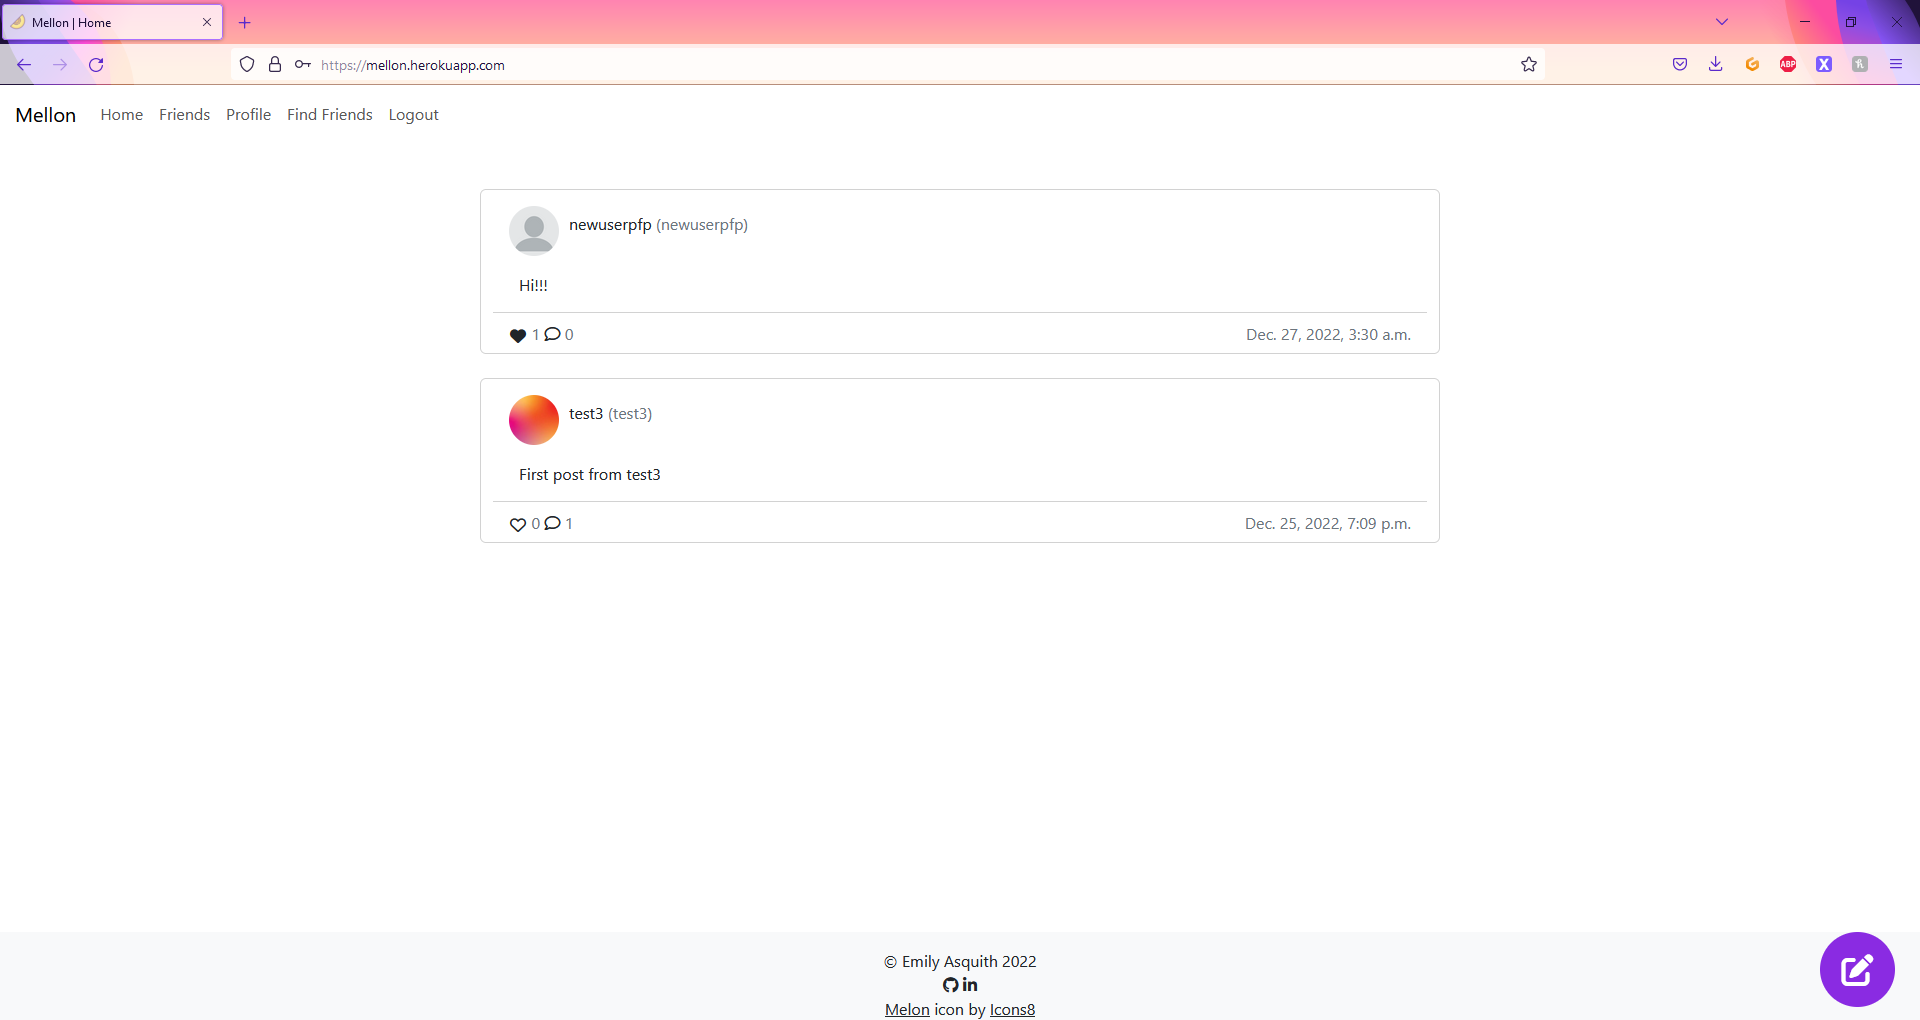 Mellon | Home
https://mellon.herokuapp.com
ABP
X
Mellon Home Friends Profile Find Friends Logout
newuserpfp (newuserpfp)
Hi!!!
1 0 Dec. 27, 2022, 3:30 a.m.
test3 (test3)
First post from test3
0 1 Dec. 25, 2022, 7:09 p.m.
© Emily Asquith 2022
in
Melon icon by Icons8